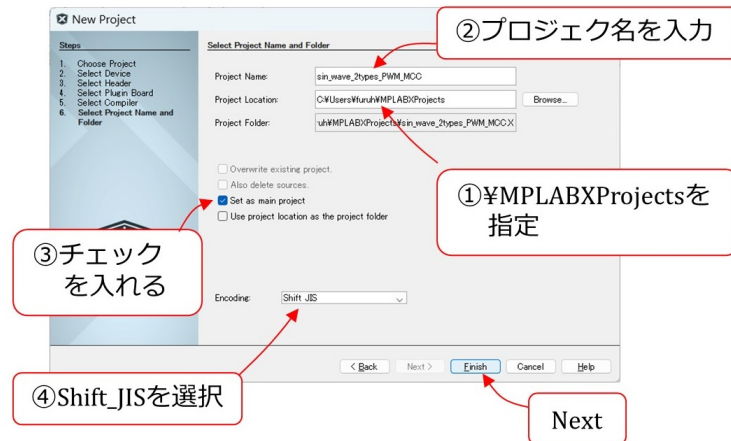 New Project
②プロジェク名を入力
Steps
1. Choose Project
2. Select Device
3. Select Header
4. Select Plugin Board
5. Select Compiler
6. Select Project Name and
Folder
Select Project Name and Folder
Project Name:
sin_wave_2types_PWM_MCC
Project Location:
C:¥Users¥furuh¥MPLABXProjects
Browse...
Project Folder:
uh¥MPLABXProjects¥sin_wave_2types_PWM_MCC.X
Overwrite existing project.
Also delete sources.
Set as main project
Use project location as the project folder
①¥MPLABXProjectsを
指定
③チェック
を入れる
Encoding:
Shift_JIS
< Back
Next >
Finish
Cancel
Help
④Shift_JISを選択
Next